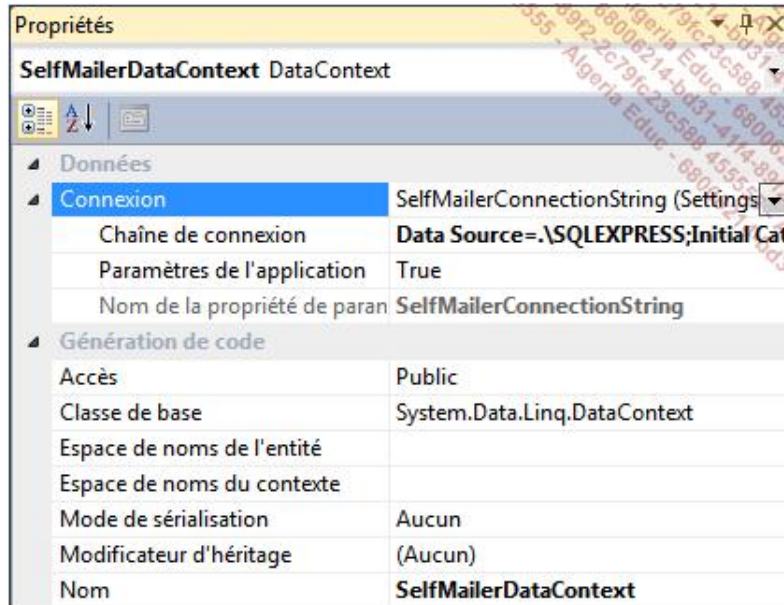 Propriétés
SelfMailerDataContext DataContext
Données
Connexion SelfMailerConnectionString (Settings
Chaîne de connexion Data Source=.\SQLEXPRESS;Initial Cat
Paramètres de l'application True
Nom de la propriété de paran SelfMailerConnectionString
Génération de code
Accès Public
Classe de base System.Data.Linq.DataContext
Espace de noms de l'entité
Espace de noms du contexte
Mode de sérialisation Aucun
Modificateur d'héritage (Aucun)
Nom SelfMailerDataContext
Algeria Educ